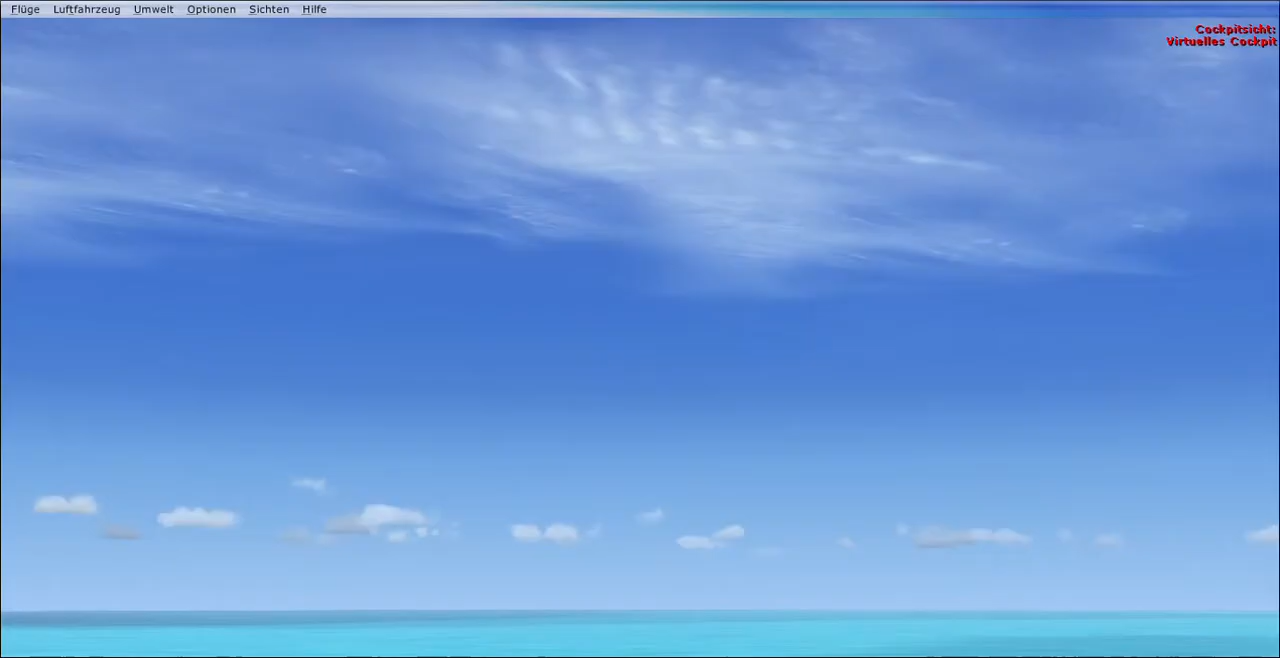 Flüge Luftfahrzeug Umwelt Optionen Sichten Hilfe
Cockpitsicht:
Virtuelles Cockpit